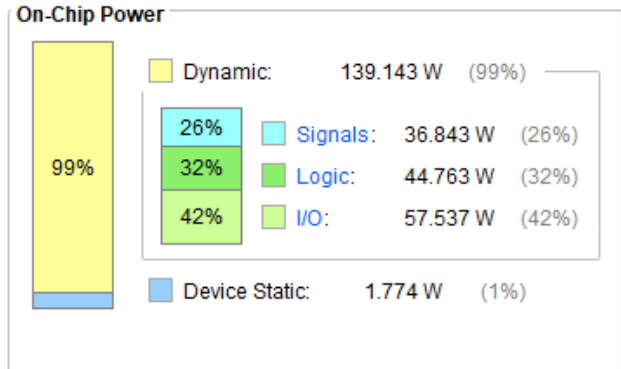 On-Chip Power
Dynamic: 139.143 W (99%)
26% Signals: 36.843 W (26%)
99% 32% Logic: 44.763 W (32%)
42% I/O: 57.537 W (42%)
Device Static: 1.774 W (1%)